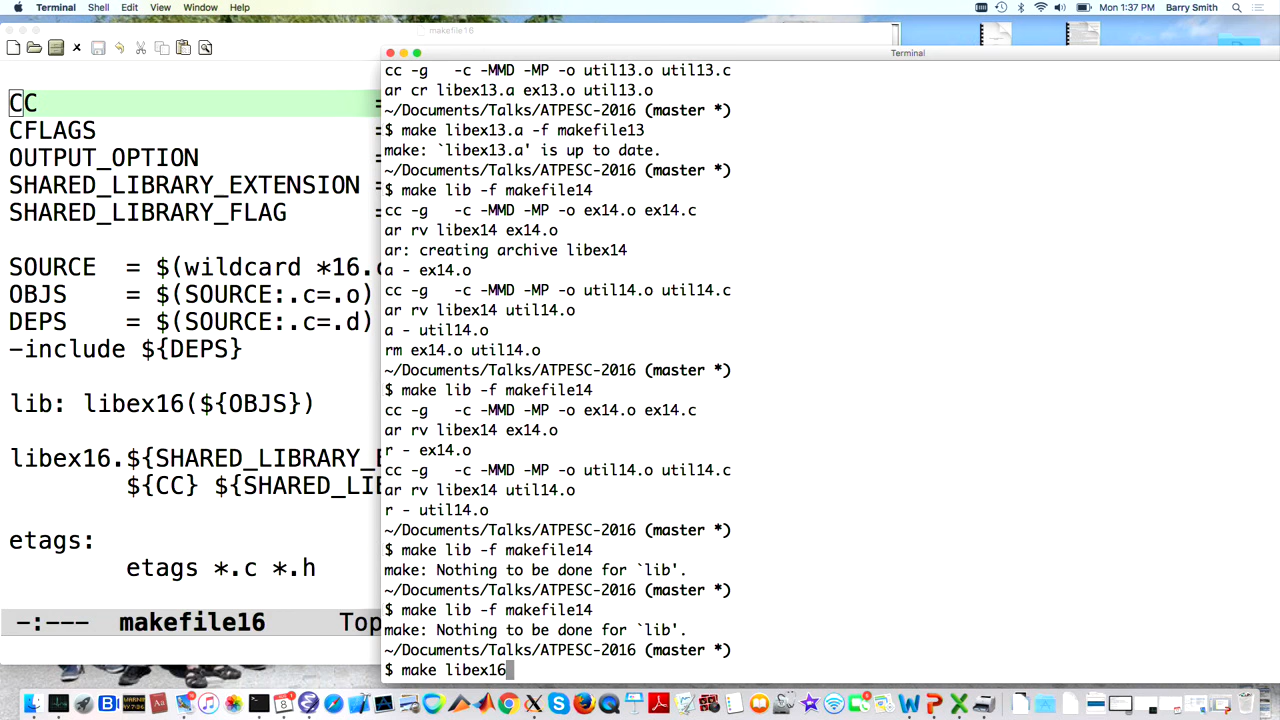 Terminal Shell Edit View Window Help
Mon 1:37 PM Barry Smith
makefile16
CC =
CFLAGS =
OUTPUT_OPTION =
SHARED_LIBRARY_EXTENSION =
SHARED_LIBRARY_FLAG =
SOURCE = $(wildcard *16.c
OBJS = $(SOURCE:.c=.o)
DEPS = $(SOURCE:.c=.d)
-include ${DEPS}
lib: libex16(${OBJS})
libex16.${SHARED_LIBRARY_E
${CC} ${SHARED_LIB
etags:
etags *.c *.h
-:--- makefile16 Top
Terminal
cc -g -c -MMD -MP -o util13.o util13.c
ar cr libex13.a ex13.o util13.o
~/Documents/Talks/ATPESC-2016 (master *)
$ make libex13.a -f makefile13
make: `libex13.a' is up to date.
~/Documents/Talks/ATPESC-2016 (master *)
$ make lib -f makefile14
cc -g -c -MMD -MP -o ex14.o ex14.c
ar rv libex14 ex14.o
ar: creating archive libex14
a - ex14.o
cc -g -c -MMD -MP -o util14.o util14.c
ar rv libex14 util14.o
a - util14.o
rm ex14.o util14.o
~/Documents/Talks/ATPESC-2016 (master *)
$ make lib -f makefile14
cc -g -c -MMD -MP -o ex14.o ex14.c
ar rv libex14 ex14.o
r - ex14.o
cc -g -c -MMD -MP -o util14.o util14.c
ar rv libex14 util14.o
r - util14.o
~/Documents/Talks/ATPESC-2016 (master *)
$ make lib -f makefile14
make: Nothing to be done for `lib'.
~/Documents/Talks/ATPESC-2016 (master *)
$ make lib -f makefile14
make: Nothing to be done for `lib'.
~/Documents/Talks/ATPESC-2016 (master *)
$ make libex16